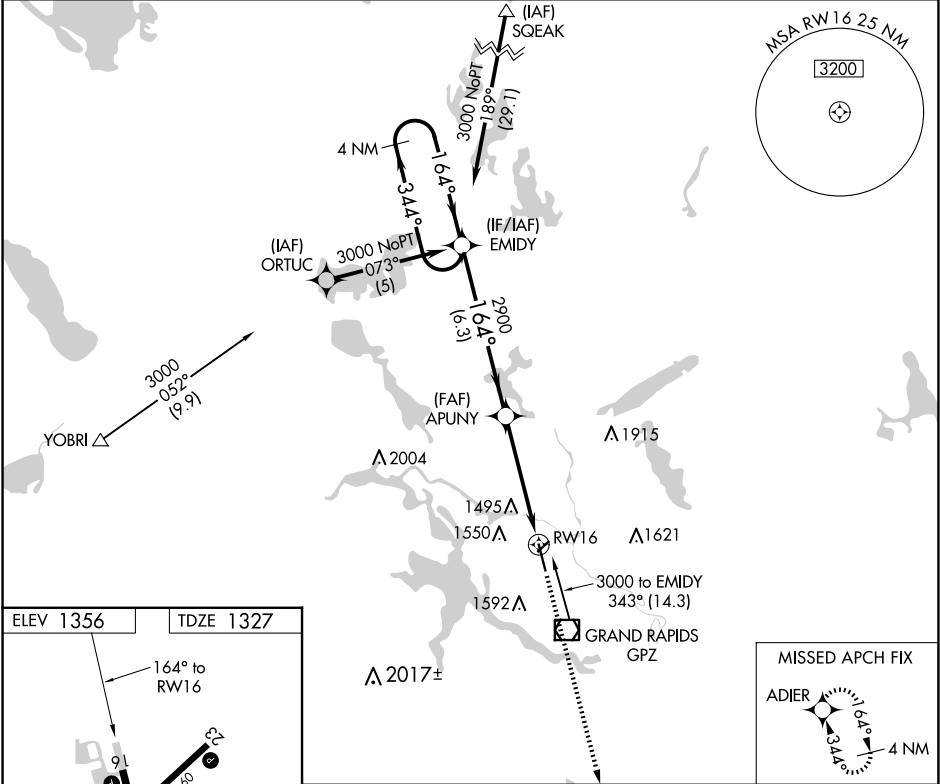 (IAF)
SQEAK
MSA RW16 25 NM
3200
3000 NoPT
189°
(29.1)
4 NM
164°
344°
(IF/IAF)
EMIDY
(IAF)
ORTUC
3000 NoPT
073°
(5)
2900
164°
(6.3)
3000
052°
(9.9)
YOBRI
(FAF)
APUNY
1915
2004
1495
1550
RW16
1621
3000 to EMIDY
343° (14.3)
1592
GRAND RAPIDS
GPZ
2017±
ELEV 1356
TDZE 1327
164° to
RW16
16
23
P
60
MISSED APCH FIX
ADIER
164°
344°
4 NM